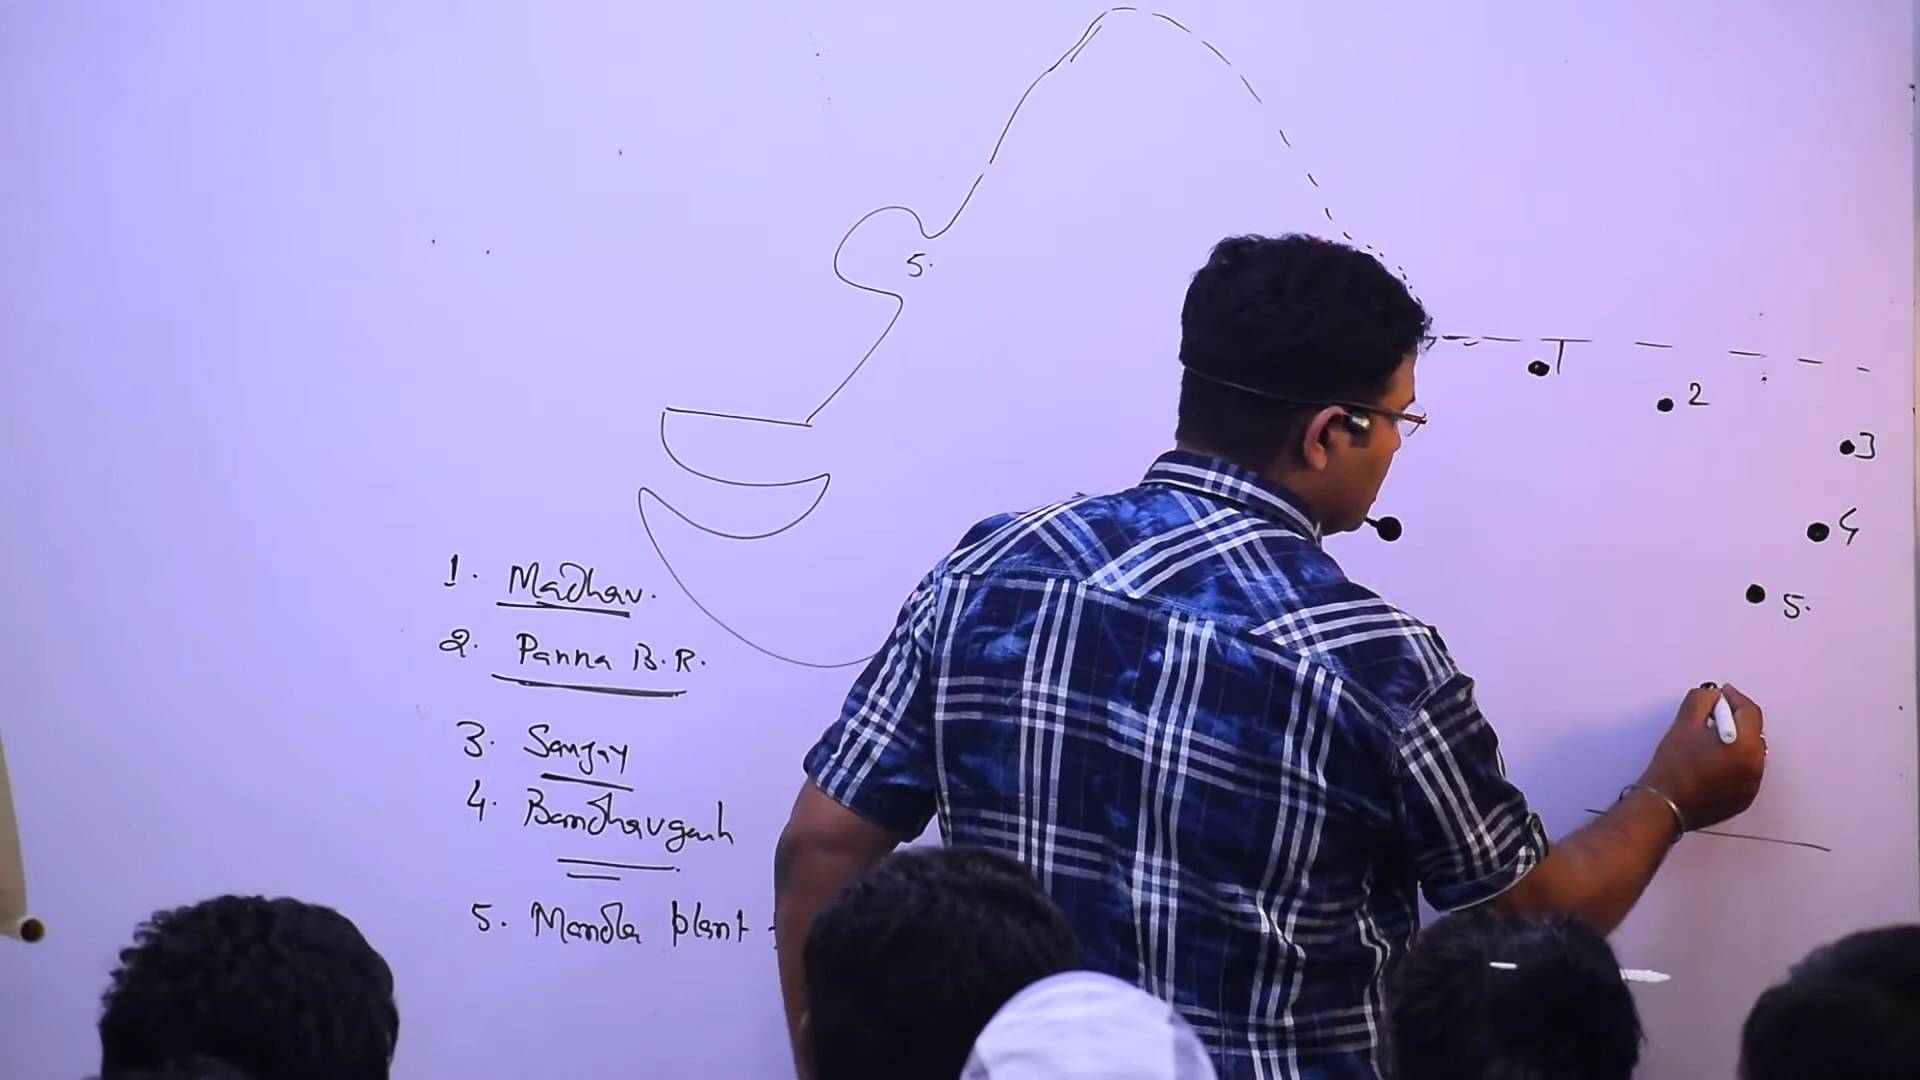 5.
1
2
3
4
5.
1. Madhav.
2. Panna B.R.
3. Sanjay
4. Bandhavgarh
5. Mandla plant